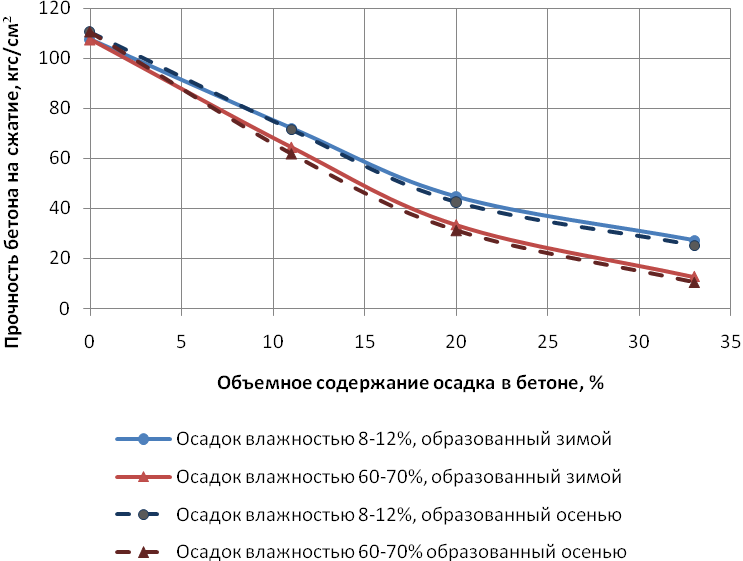 Прочность бетона на сжатие, кгс/см²
120
100
80
60
40
20
0
0 5 10 15 20 25 30 35
Объемное содержание осадка в бетоне, %
Осадок влажностью 8-12%, образованный зимой
Осадок влажностью 60-70%, образованный зимой
Осадок влажностью 8-12%, образованный осенью
Осадок влажностью 60-70% образованный осенью